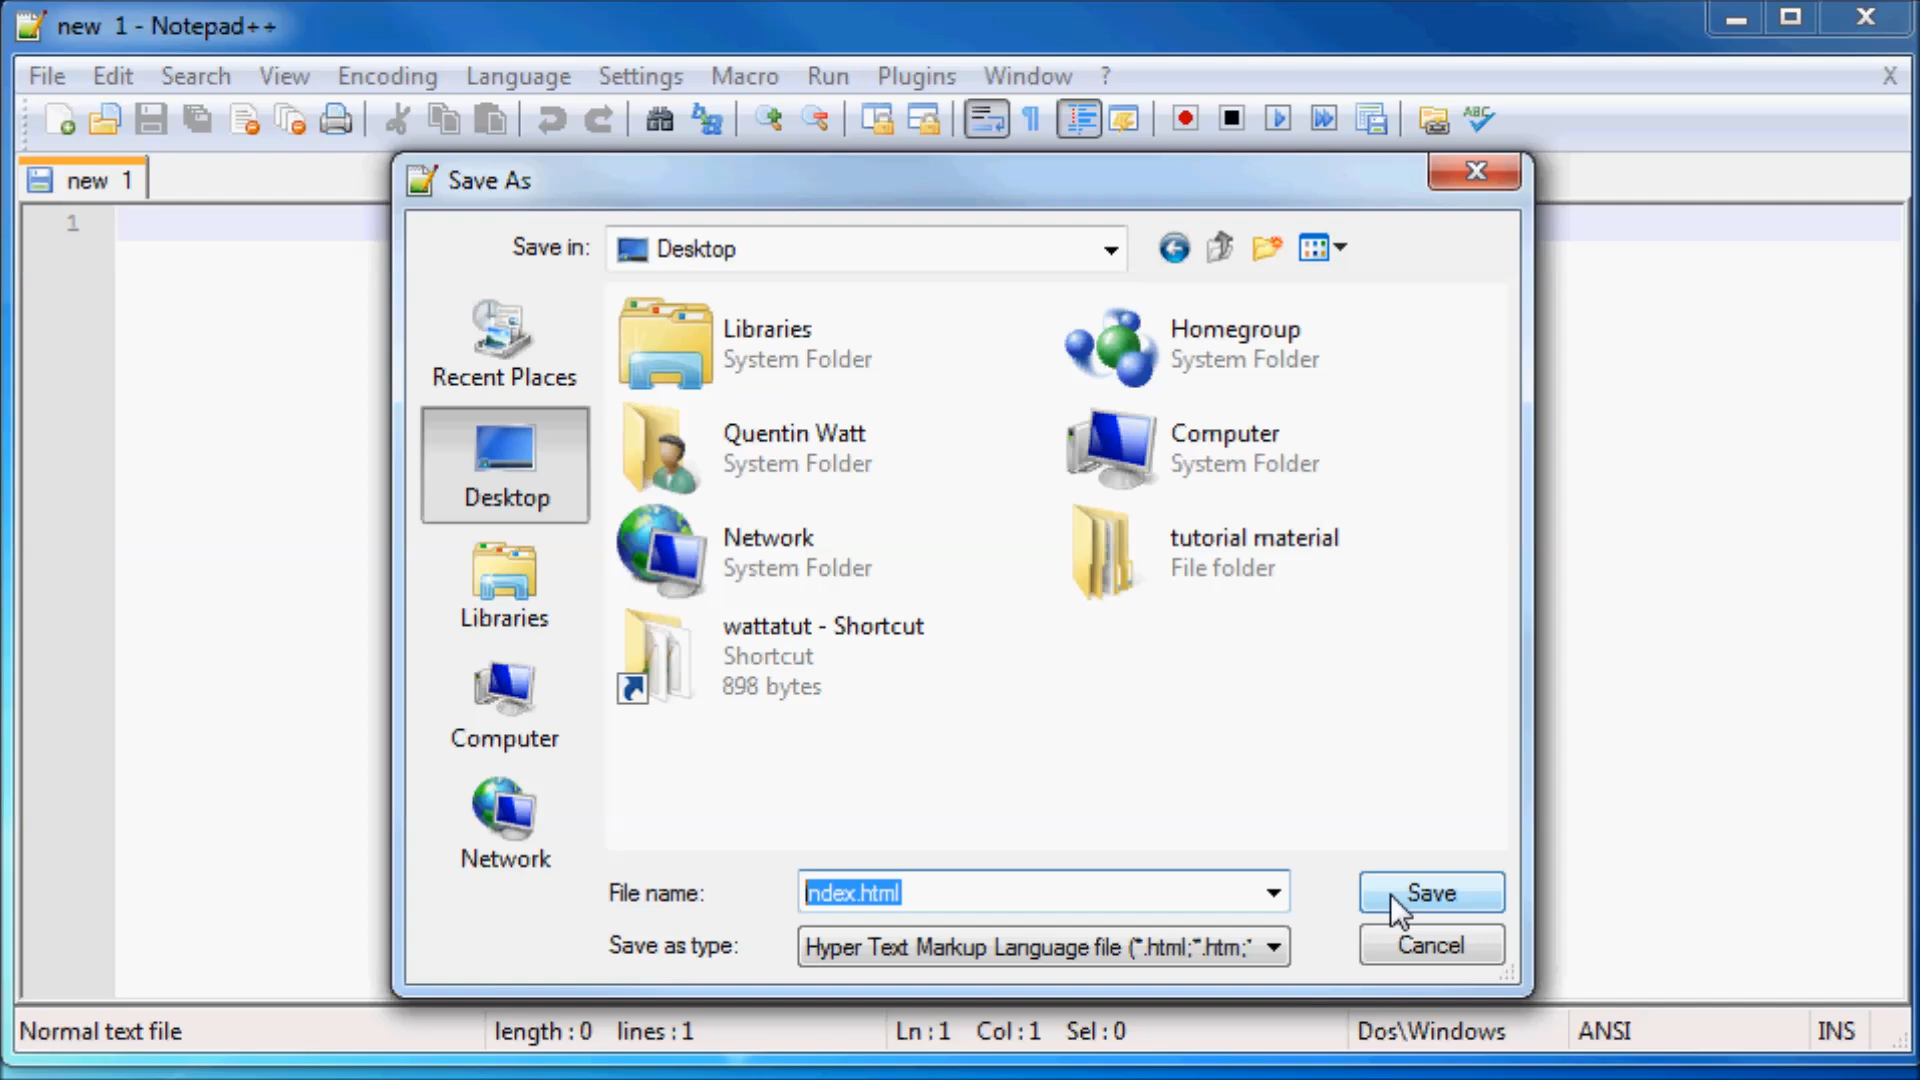 new 1 - Notepad++
File Edit Search View Encoding Language Settings Macro Run Plugins Window ? X
ABC
new 1
1
Save As
Save in: Desktop
Recent Places
Desktop
Libraries
Computer
Network
Libraries
System Folder
Homegroup
System Folder
Quentin Watt
System Folder
Computer
System Folder
Network
System Folder
tutorial material
File folder
wattatut - Shortcut
Shortcut
898 bytes
File name: index.html
Save
Save as type: Hyper Text Markup Language file (*.html;*.htm;*
Cancel
Normal text file length : 0 lines : 1 Ln : 1 Col : 1 Sel : 0 Dos\Windows ANSI INS